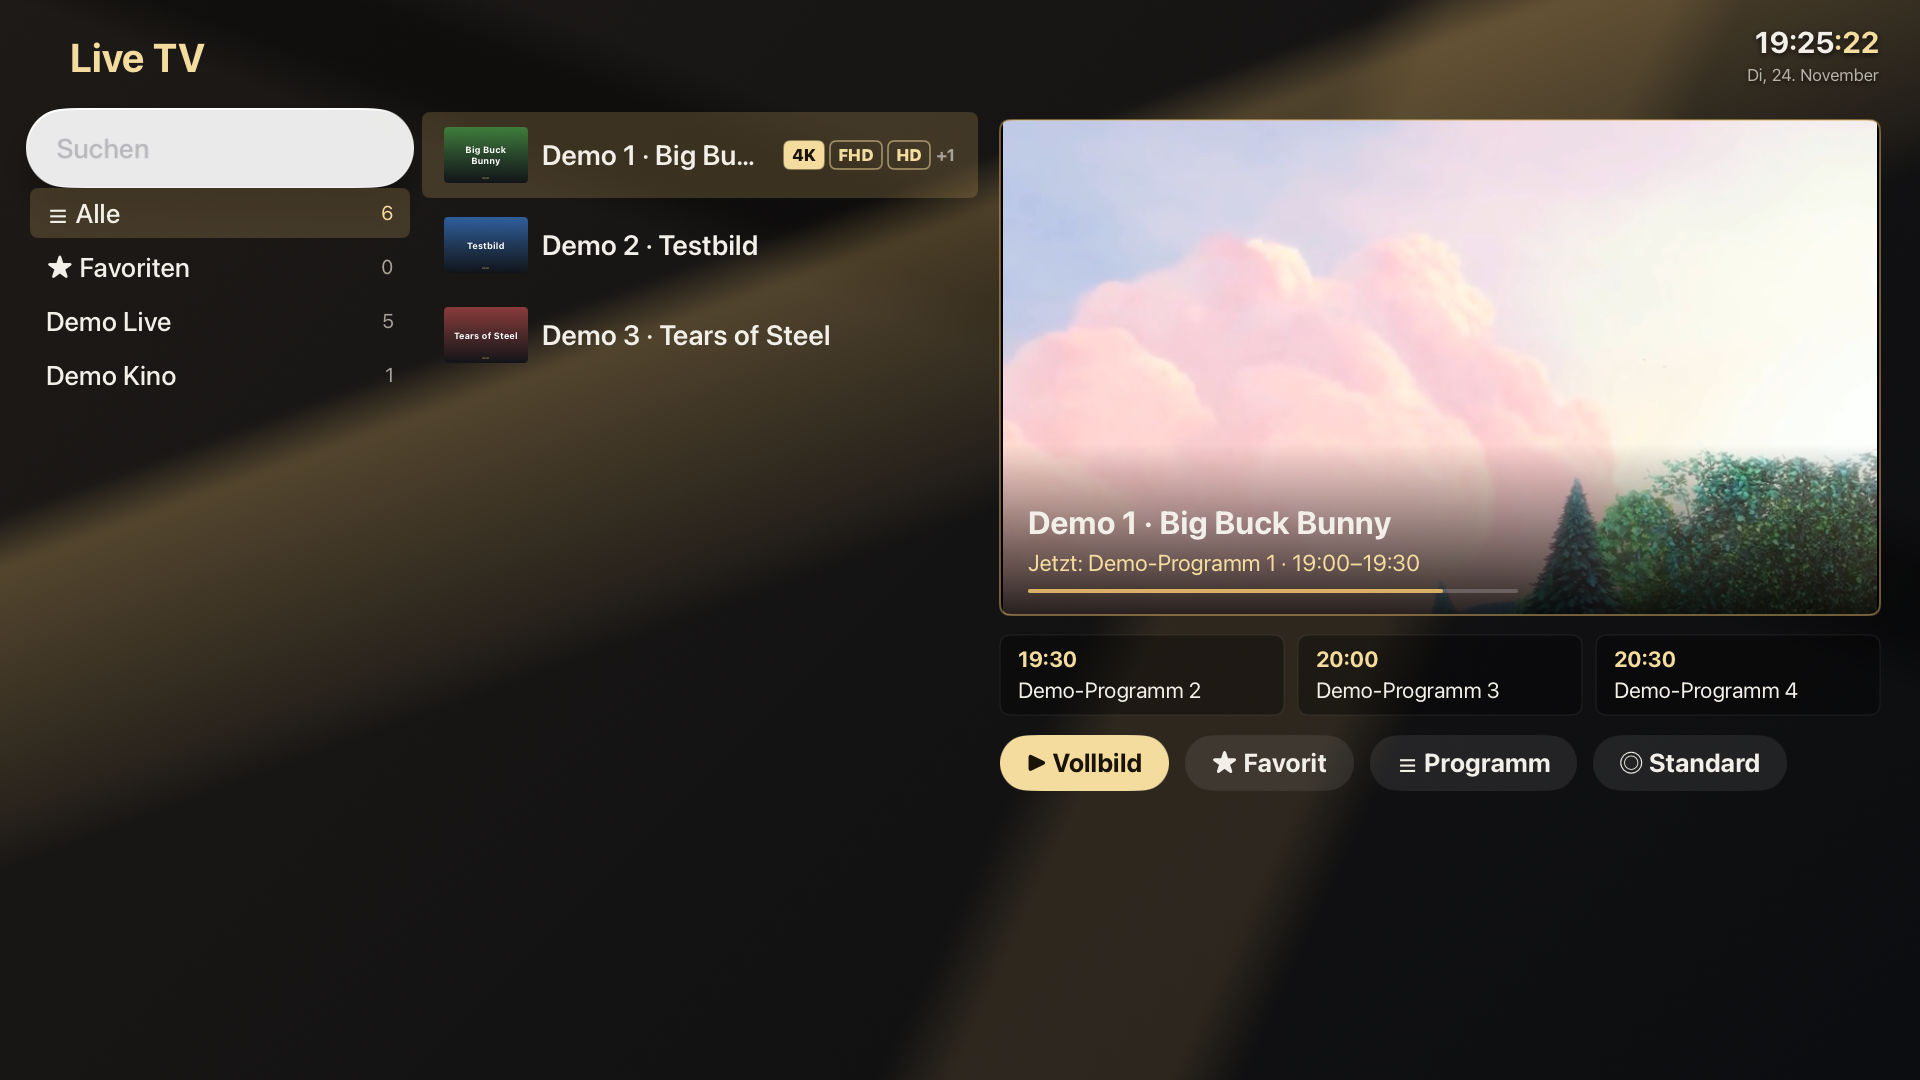 Live TV
19:25:22
Di, 24. November
Suchen
≡ Alle 6
★ Favoriten 0
Demo Live 5
Demo Kino 1
Big Buck
Bunny
Demo 1 · Big Bu... 4K FHD HD +1
Testbild
Demo 2 · Testbild
Tears of Steel
Demo 3 · Tears of Steel
Demo 1 · Big Buck Bunny
Jetzt: Demo-Programm 1 · 19:00–19:30
19:30
Demo-Programm 2
20:00
Demo-Programm 3
20:30
Demo-Programm 4
▶ Vollbild
★ Favorit
≡ Programm
◎ Standard